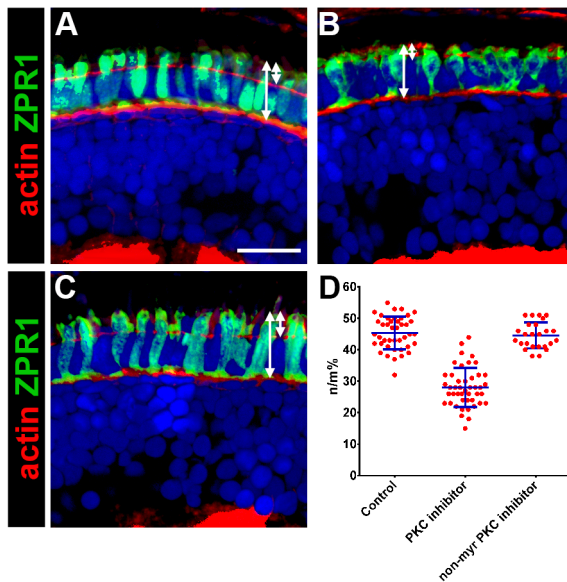 A
B
actin ZPR1
C
actin ZPR1
D
n/m%
60
50
40
30
20
10
0
Control
PKC inhibitor
non-myr PKC inhibitor